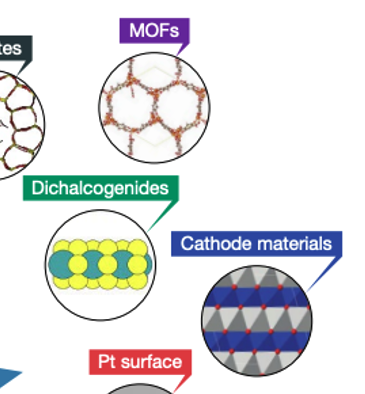 MOFs
tes
Dichalcogenides
Cathode materials
Pt surface